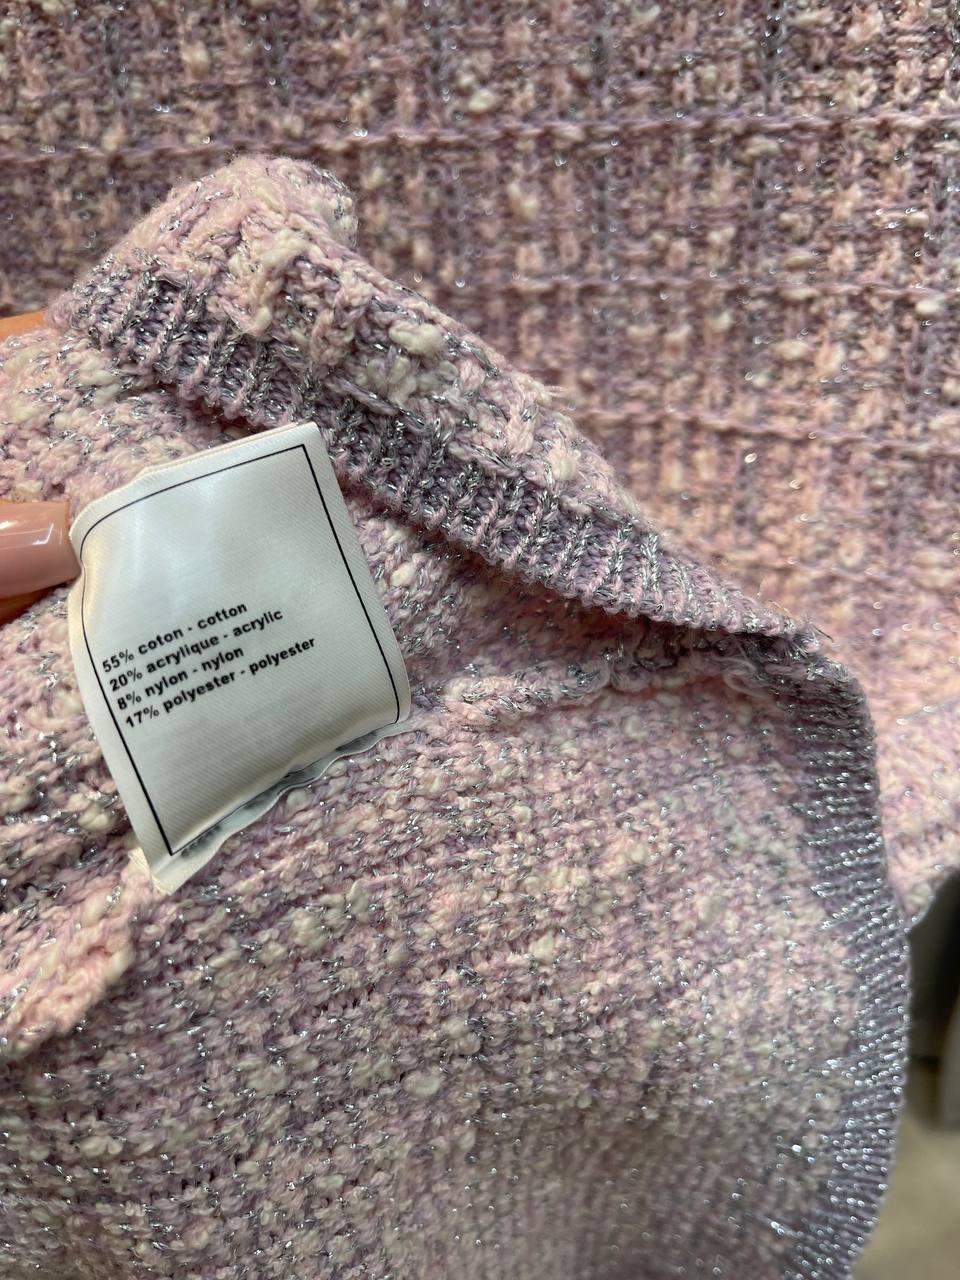 55% coton - cotton
20% acrylique - acrylic
8% nylon - nylon
17% polyester - polyester